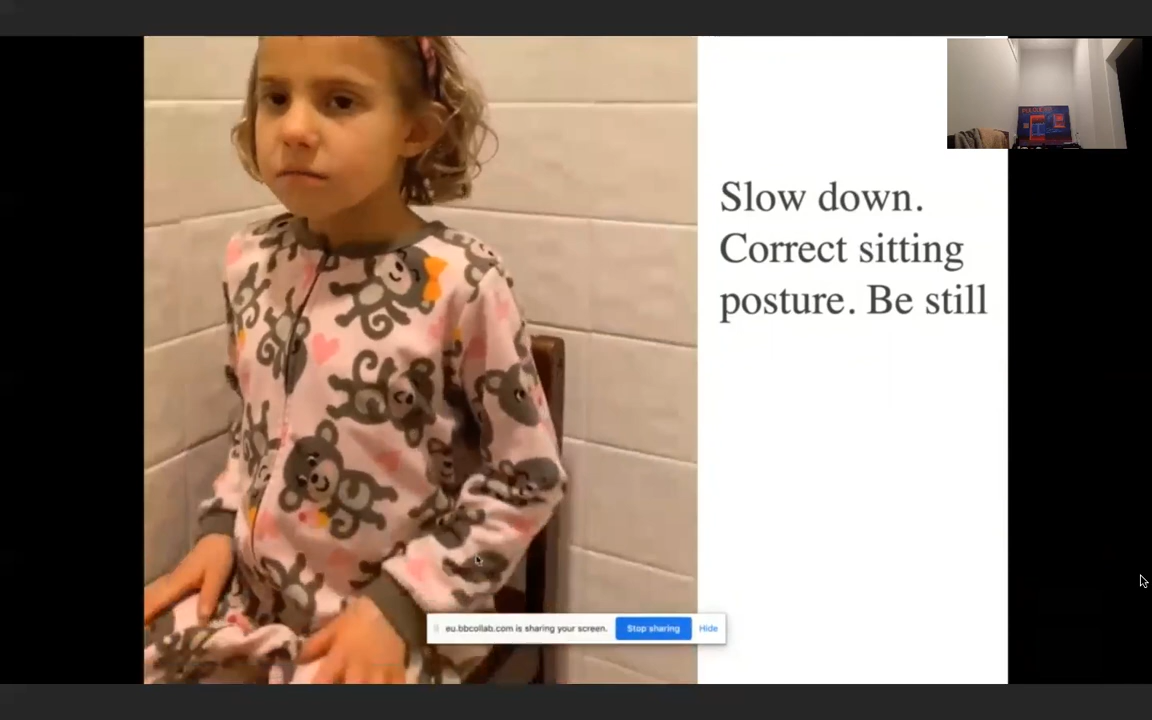 Slow down.
Correct sitting
posture. Be still
eu.bbcollab.com is sharing your screen. Stop sharing Hide